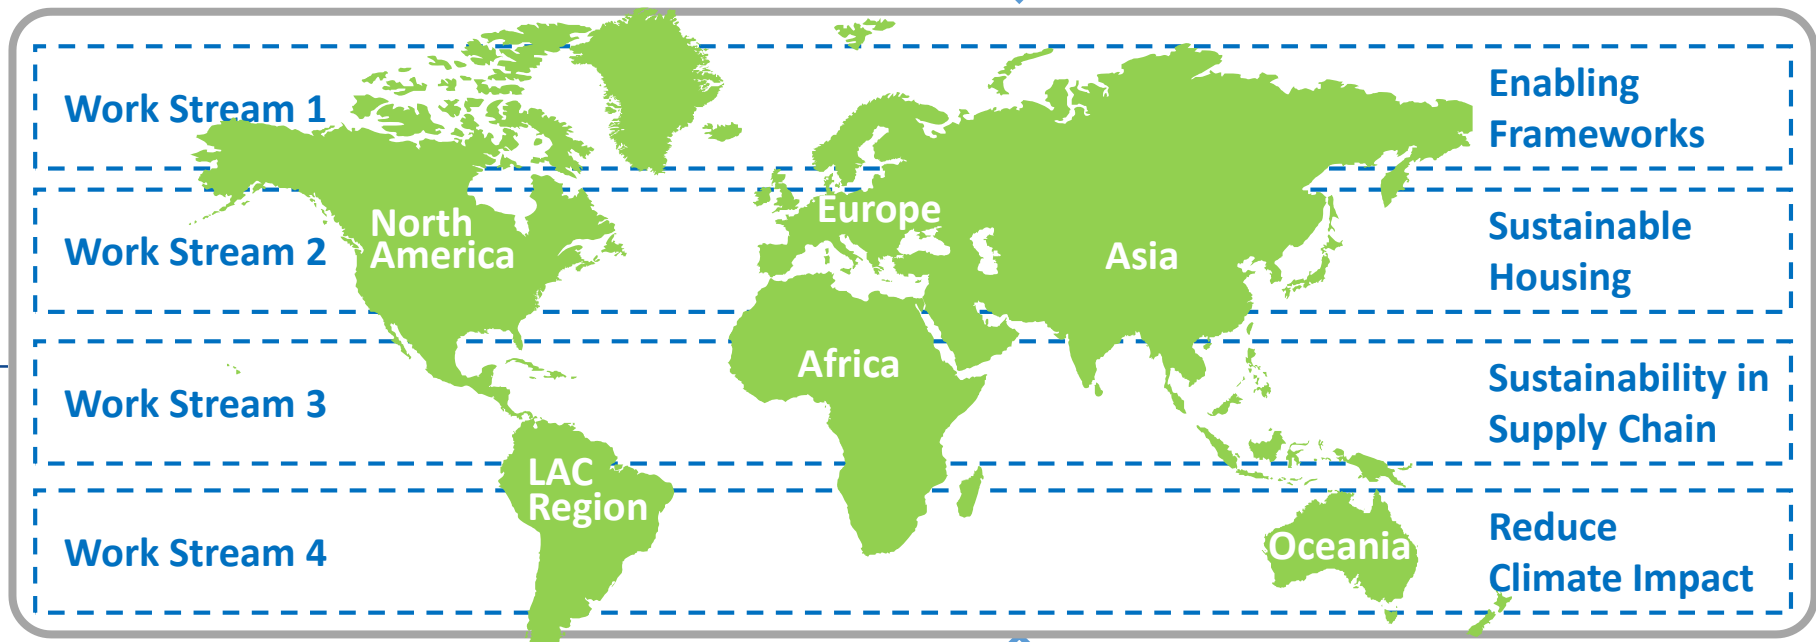 Work Stream 1
Enabling
Frameworks
Work Stream 2
North
America
Europe
Asia
Sustainable
Housing
Work Stream 3
Africa
Sustainability in
Supply Chain
LAC
Region
Work Stream 4
Oceania
Reduce
Climate Impact